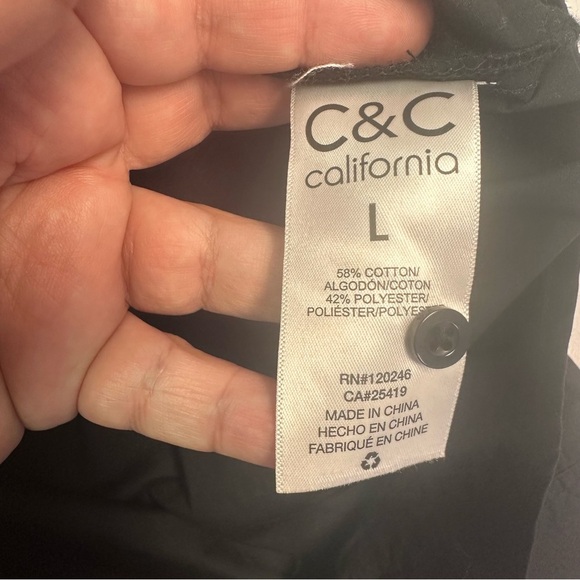 C&C
california
L
58% COTTON/
ALGODÓN/COTON
42% POLYESTER/
POLIÉSTER/
RN#120246
CA#25419
MADE IN CHINA
HECHO EN CHINA
FABRIQUÉ EN CHINE